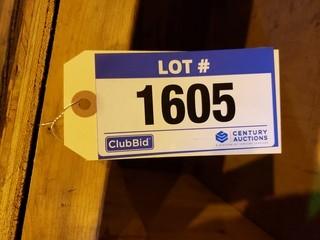 LOT #
1605
ClubBid
CENTURY
AUCTIONS